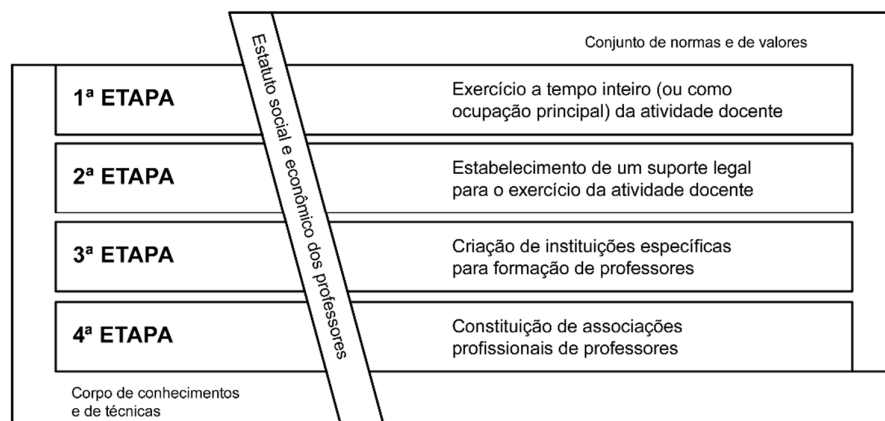 Conjunto de normas e de valores
Estatuto social e econômico dos professores
1ª ETAPA
Exercício a tempo inteiro (ou como
ocupação principal) da atividade docente
2ª ETAPA
Estabelecimento de um suporte legal
para o exercício da atividade docente
3ª ETAPA
Criação de instituições específicas
para formação de professores
4ª ETAPA
Constituição de associações
profissionais de professores
Corpo de conhecimentos
e de técnicas